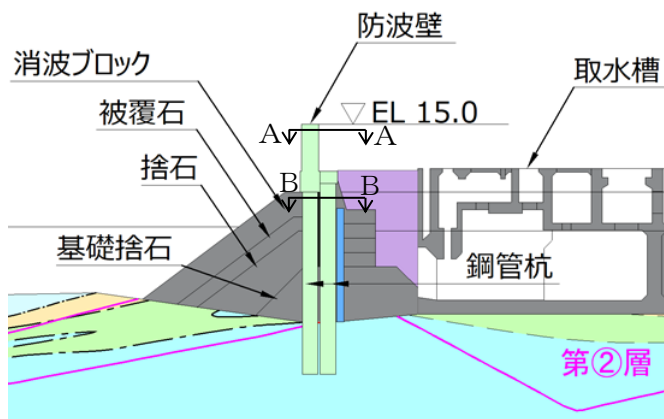 防波壁
消波ブロック
取水槽
被覆石
EL 15.0
A A
捨石
B B
基礎捨石
鋼管杭
第②層